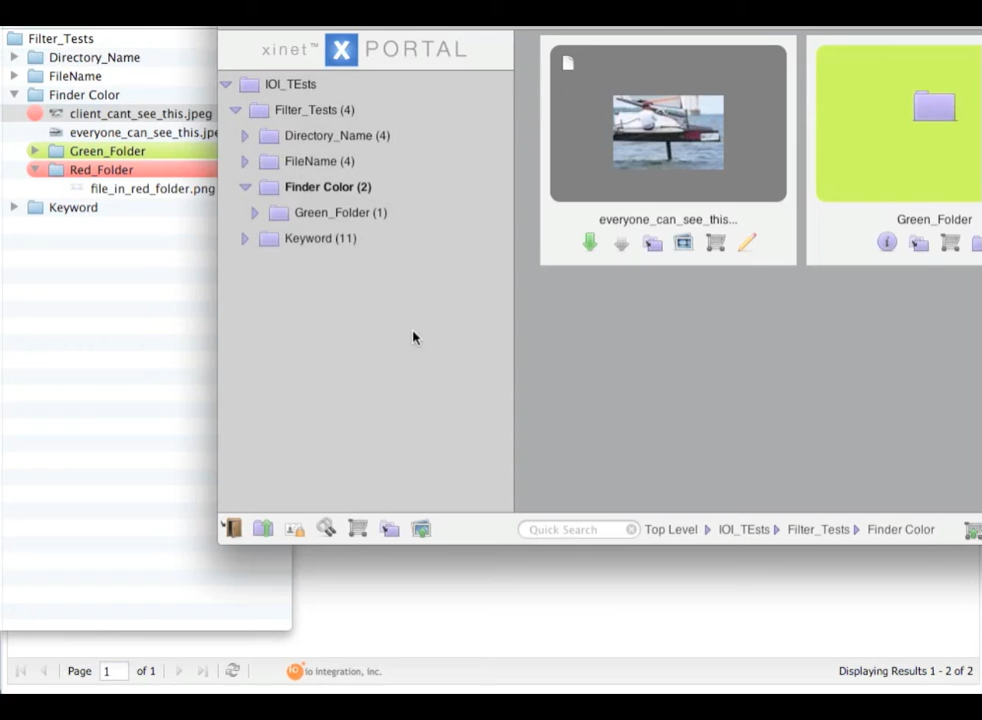 Filter_Tests
Directory_Name
FileName
Finder Color
client_cant_see_this.jpeg
everyone_can_see_this.jpe
Green_Folder
Red_Folder
file_in_red_folder.png
Keyword
xinet™ X PORTAL
IOI_TEsts
Filter_Tests (4)
Directory_Name (4)
FileName (4)
Finder Color (2)
Green_Folder (1)
Keyword (11)
everyone_can_see_this...
Green_Folder
Quick Search Top Level IOI_TEsts Filter_Tests Finder Color
Page 1 of 1 io integration, inc. Displaying Results 1 - 2 of 2